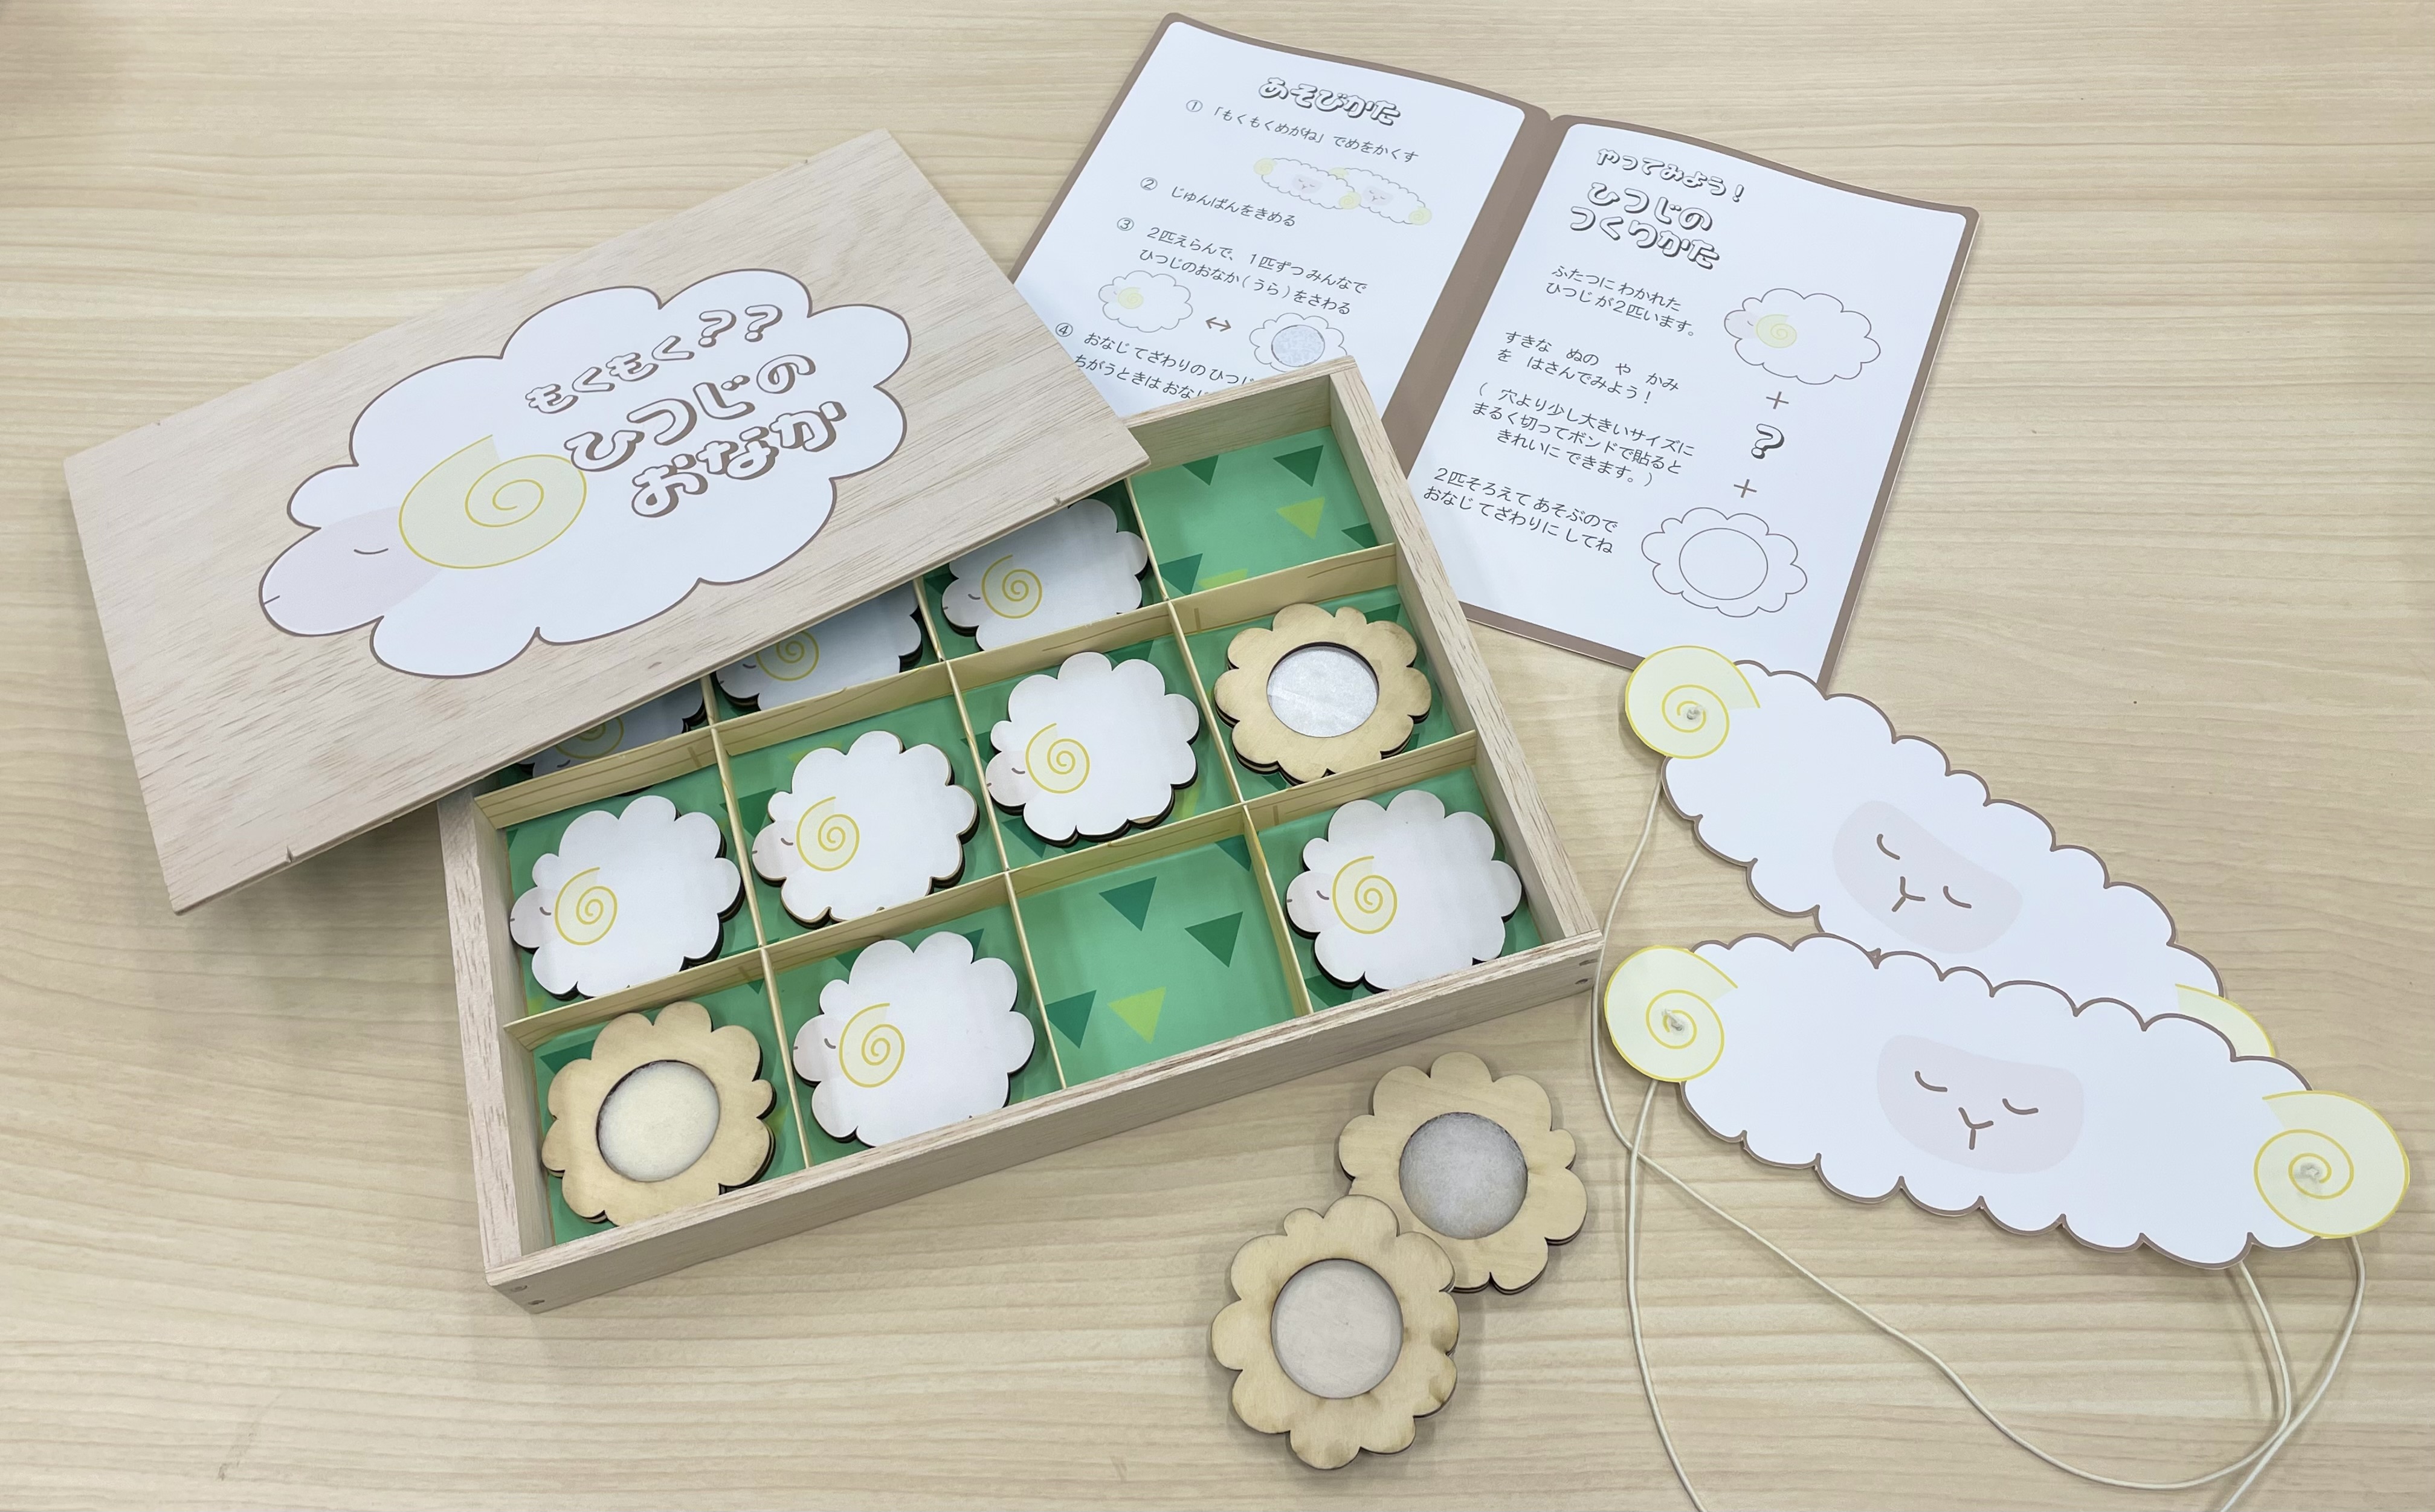 もくもく??
ひつじの
おなか
あそびかた
① 「もくもくめがね」でめをかくす
② じゅんばんをきめる
③ 2匹えらんで、1匹ずつみんなで
ひつじのおなか(うら)をさわる
④ おなじ てざわりの ひつじ
ちがうときは おなじ
やってみよう!
ひつじの
つくりかた
ふたつに わかれた
ひつじが2匹います。
すきな ぬの や かみ
を はさんでみよう!
( 穴より少し大きいサイズに
まるく切ってボンドで貼ると
きれいに できます。)
2匹そろえて あそぶので
おなじ てざわりに してね
+
?
+